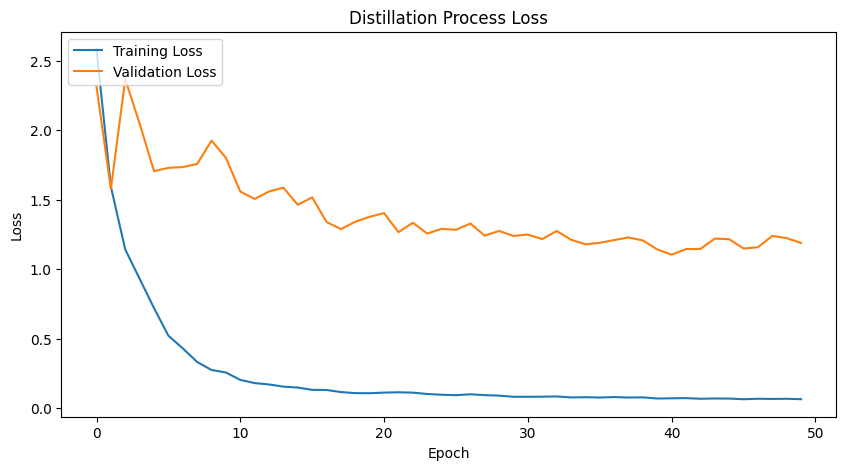 Distillation Process Loss
Training Loss
Validation Loss
2.5
2.0
1.5
1.0
0.5
0.0
Loss
0
10
20
30
40
50
Epoch